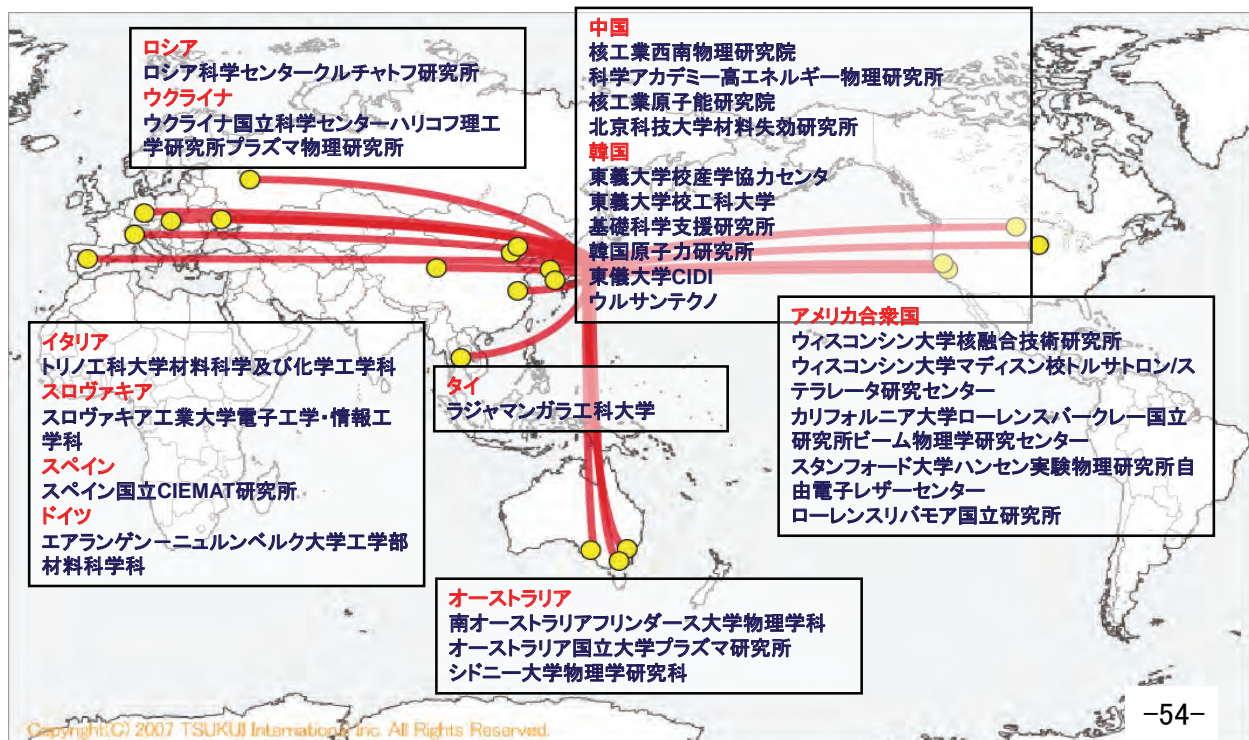 ロシア
ロシア科学センタークルチャトフ研究所
ウクライナ
ウクライナ国立科学センターハリコフ理工
学研究所プラズマ物理研究所
中国
核工業西南物理研究院
科学アカデミー高エネルギー物理研究所
核工業原子能研究院
北京科技大学材料失効研究所
韓国
東義大学校産学協力センタ
東義大学校工科大学
基礎科学支援研究所
韓国原子力研究所
東儀大学CIDI
ウルサンテクノ
イタリア
トリノ工科大学材料科学及び化学工学科
スロヴァキア
スロヴァキア工業大学電子工学・情報工
学科
スペイン
スペイン国立CIEMAT研究所
ドイツ
エアランゲンーニュルンベルク大学工学部
材料科学科
タイ
ラジャマンガラ工科大学
アメリカ合衆国
ウィスコンシン大学核融合技術研究所
ウィスコンシン大学マディスン校トルサトロン/ス
テラレータ研究センター
カリフォルニア大学ローレンスバークレー国立
研究所ビーム物理学研究センター
スタンフォード大学ハンセン実験物理研究所自
由電子レザーセンター
ローレンスリバモア国立研究所
オーストラリア
南オーストラリアフリンダース大学物理学科
オーストラリア国立大学プラズマ研究所
シドニー大学物理学研究科
-54-
Copyright(C) 2007 TSUKUI International Inc. All Rights Reserved.